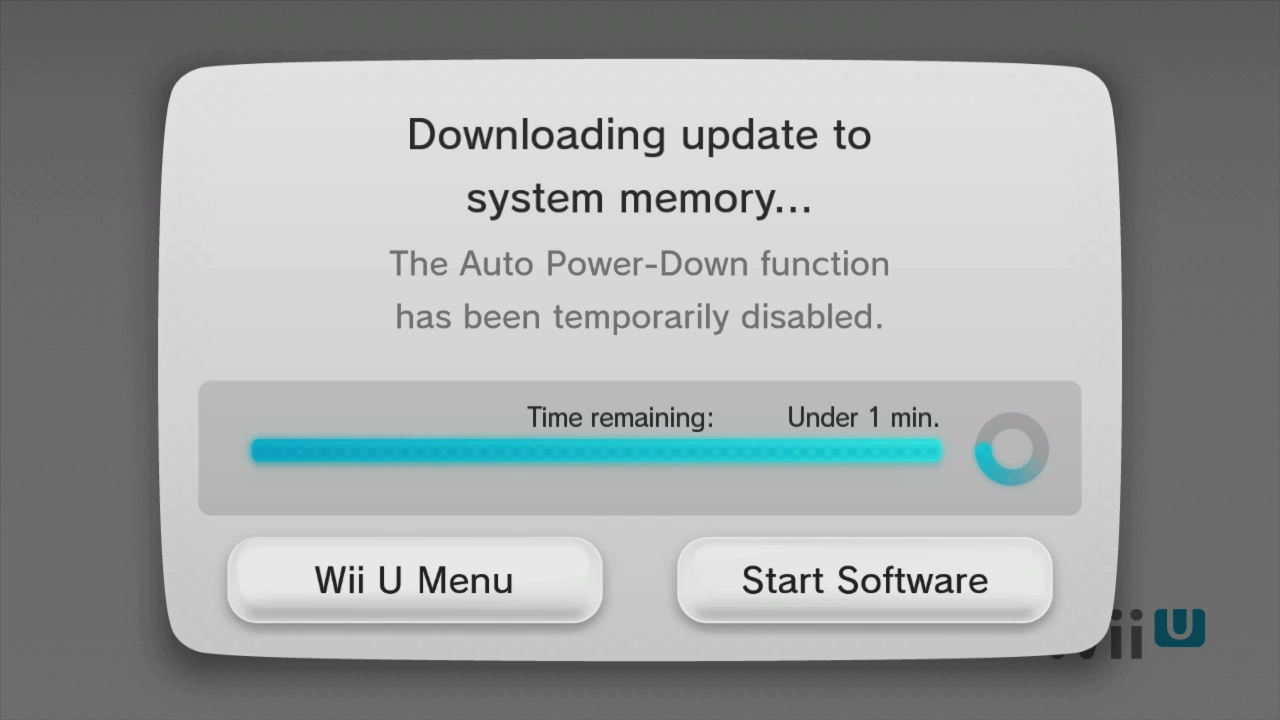 Downloading update to
system memory...
The Auto Power-Down function
has been temporarily disabled.
Time remaining: Under 1 min.
Wii U Menu Start Software
Wii U